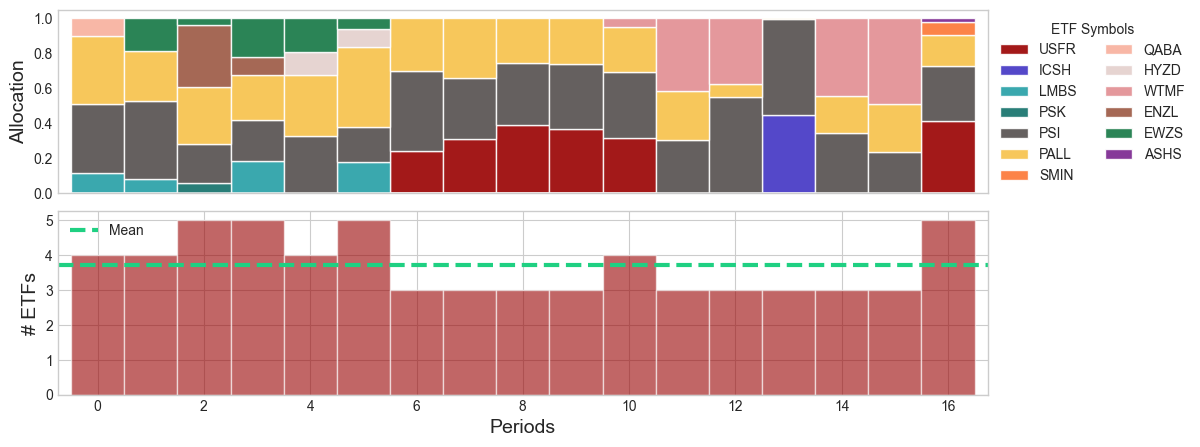 1.0
0.8
0.6
0.4
0.2
0.0
Allocation
ETF Symbols
USFR QABA
ICSH HYZD
LMBS WTMF
PSK ENZL
PSI EWZS
PALL ASHS
SMIN
5
4
3
2
1
0
# ETFs
Mean
0 2 4 6 8 10 12 14 16
Periods